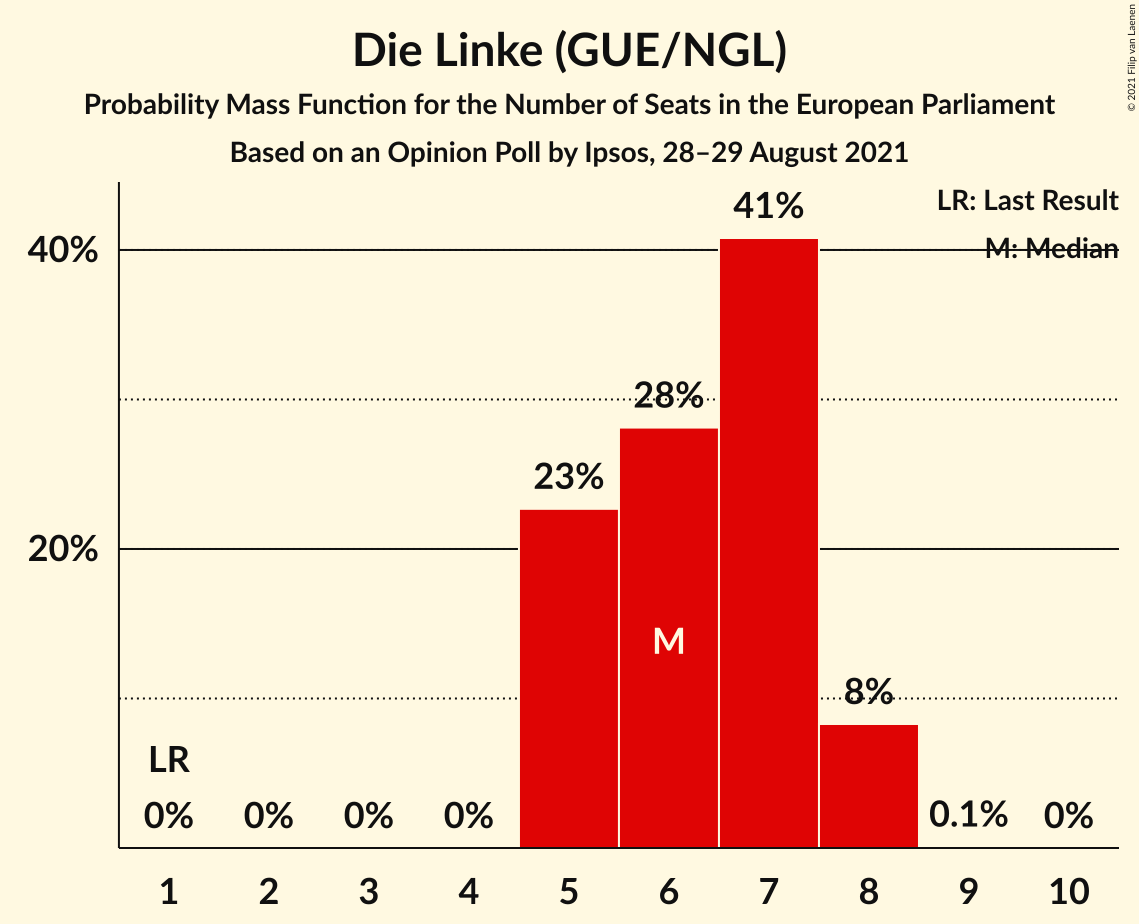 Die Linke (GUE/NGL)
Probability Mass Function for the Number of Seats in the European Parliament
Based on an Opinion Poll by Ipsos, 28–29 August 2021
© 2021 Filip van Laenen
LR: Last Result
M: Median
41%
40%
28%
23%
20%
M
8%
LR
0% 0% 0% 0% 0.1% 0%
1 2 3 4 5 6 7 8 9 10